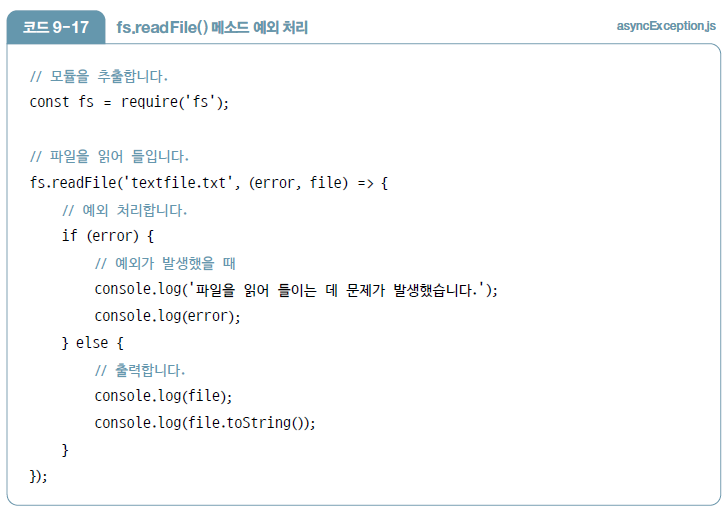 코드 9-17 fs.readFile() 메소드 예외 처리 asyncException.js
// 모듈을 추출합니다.
const fs = require('fs');
// 파일을 읽어 들입니다.
fs.readFile('textfile.txt', (error, file) => {
// 예외 처리합니다.
if (error) {
// 예외가 발생했을 때
console.log('파일을 읽어 들이는 데 문제가 발생했습니다.');
console.log(error);
} else {
// 출력합니다.
console.log(file);
console.log(file.toString());
}
});